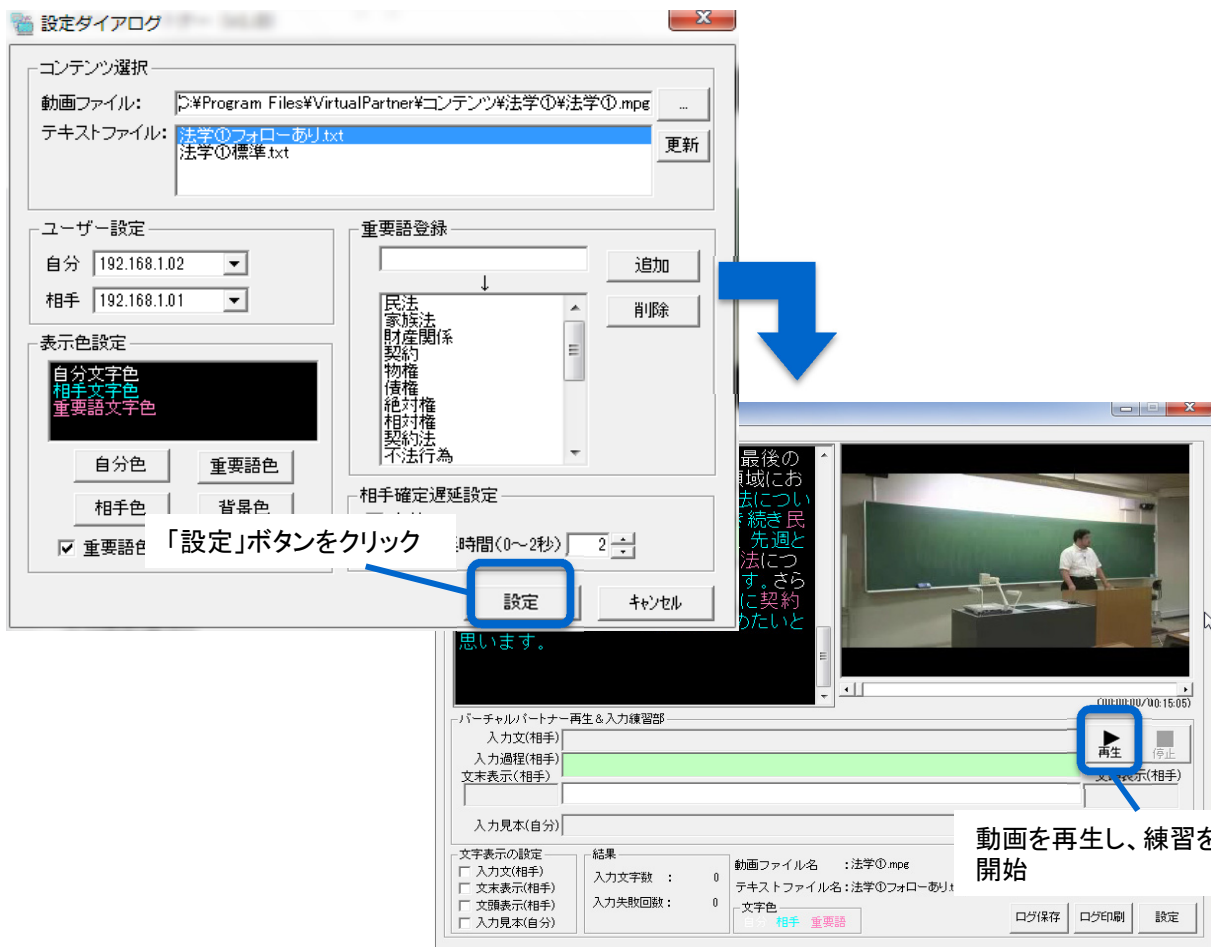 設定ダイアログ
コンテンツ選択
動画ファイル: C:¥Program Files¥VirtualPartner¥コンテンツ¥法学①¥法学①.mpg ...
テキストファイル: 法学①フォローあり.txt
法学①標準.txt
更新
ユーザー設定
自分 192.168.1.02
相手 192.168.1.01
重要語登録
追加
↓
削除
民法
家族法
財産関係
契約
物権
債権
絶対権
相対権
契約法
不法行為
表示色設定
自分文字色
相手文字色
重要語文字色
自分色 重要語色
相手色 背景色
重要語色
相手確定遅延設定
時間(0～2秒) 2
設定 キャンセル
「設定」ボタンをクリック
最後の
域にお
法につい
続き民
先週と
法につ
す。さら
に契約
めたいと
思います。
(00:00:00/00:15:05)
バーチャルパートナー再生&入力練習部
入力文(相手)
入力過程(相手)
文末表示(相手)
表示(相手)
再生 停止
入力見本(自分)
動画を再生し、練習を
開始
文字表示の設定
入力文(相手)
文末表示(相手)
文頭表示(相手)
入力見本(自分)
結果
入力文字数 : 0
入力失敗回数 : 0
動画ファイル名 :法学①.mpg
テキストファイル名:法学①フォローあり.t
文字色
自分 相手 重要語
ログ保存 ログ印刷 設定